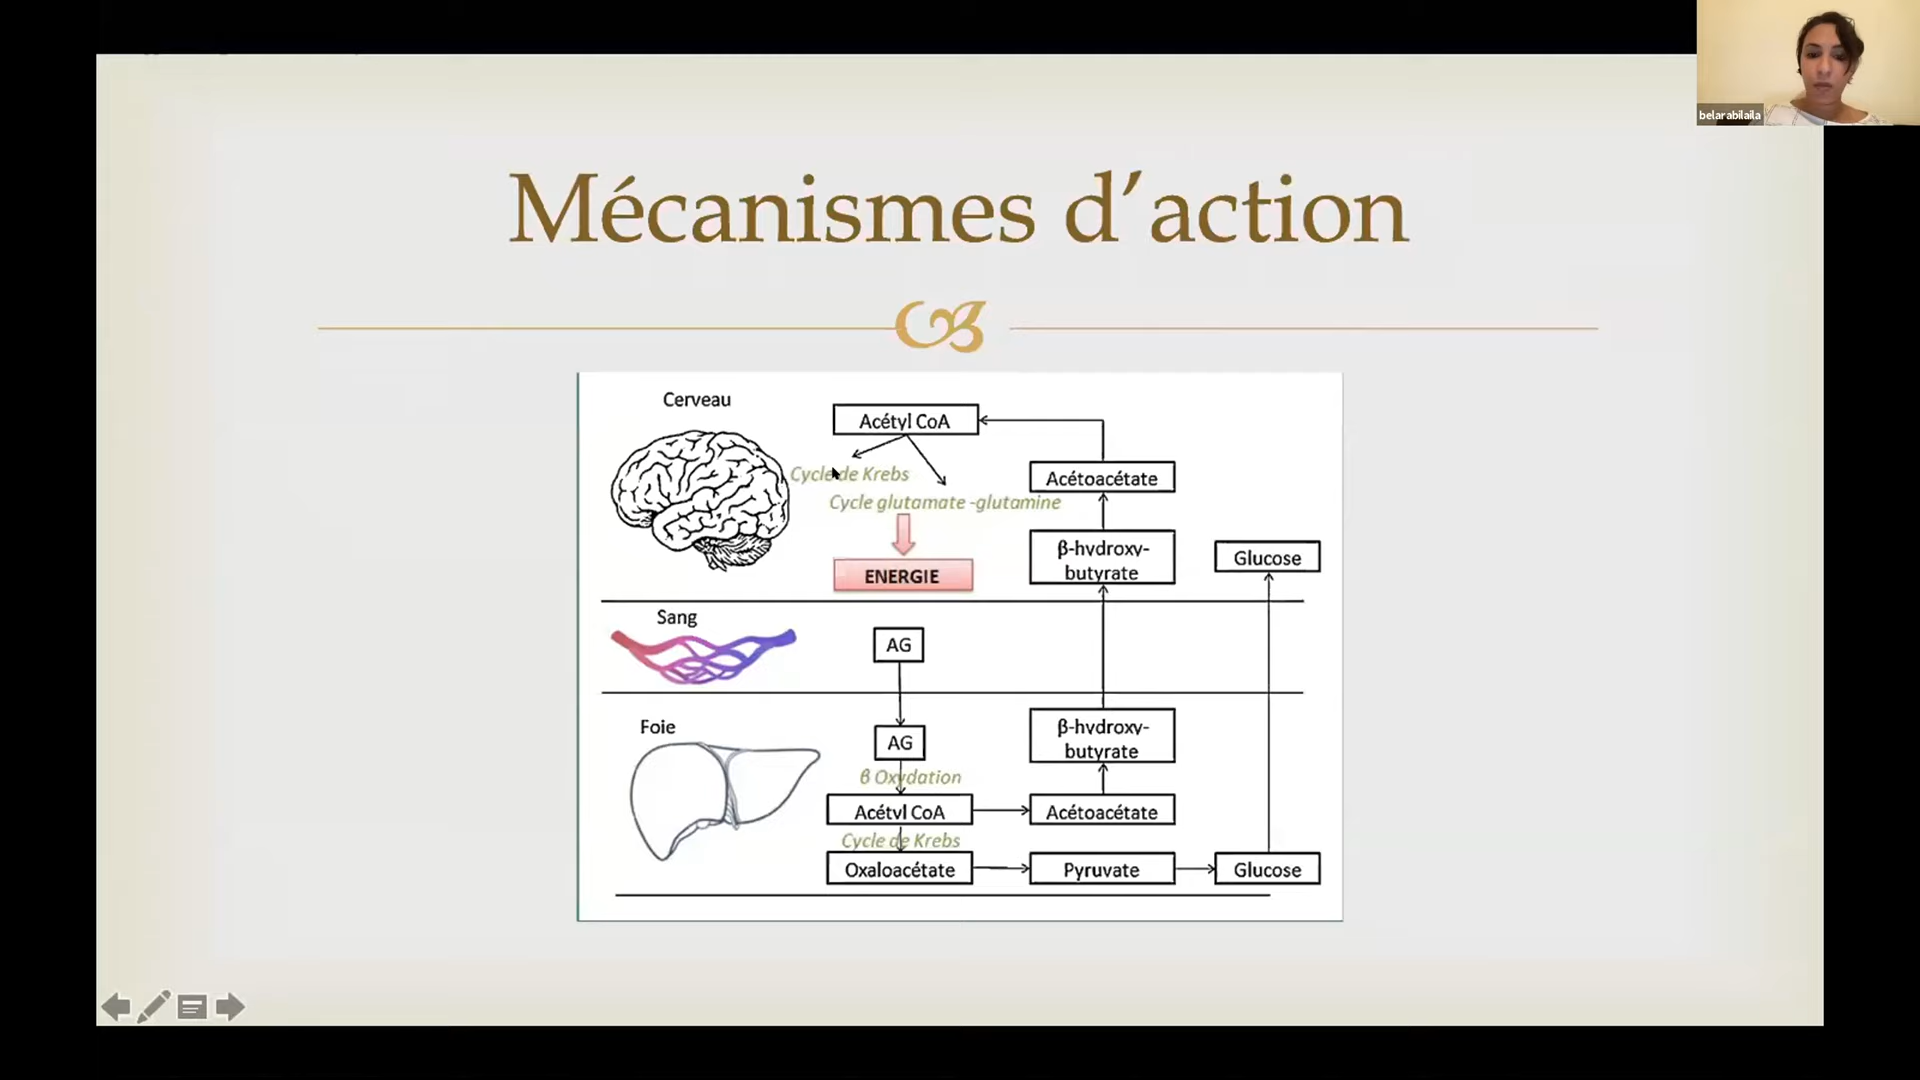 belarabilaila
Mécanismes d’action
Cerveau
Acétyl CoA
Cycle de Krebs
Cycle glutamate -glutamine
ENERGIE
Acétoacétate
β-hydroxy-
butyrate
Glucose
Sang
AG
Foie
AG
β Oxydation
Acétyl CoA
Cycle de Krebs
Oxaloacétate
β-hydroxy-
butyrate
Acétoacétate
Pyruvate
Glucose